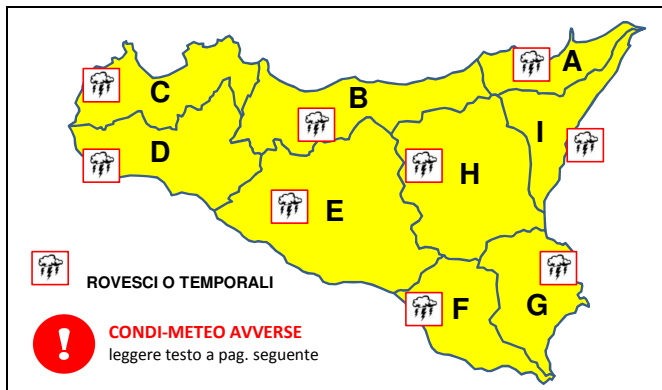 A
B
C
I
D
H
E
ROVESCI O TEMPORALI
F
G
!
CONDI-METEO AVVERSE
leggere testo a pag. seguente